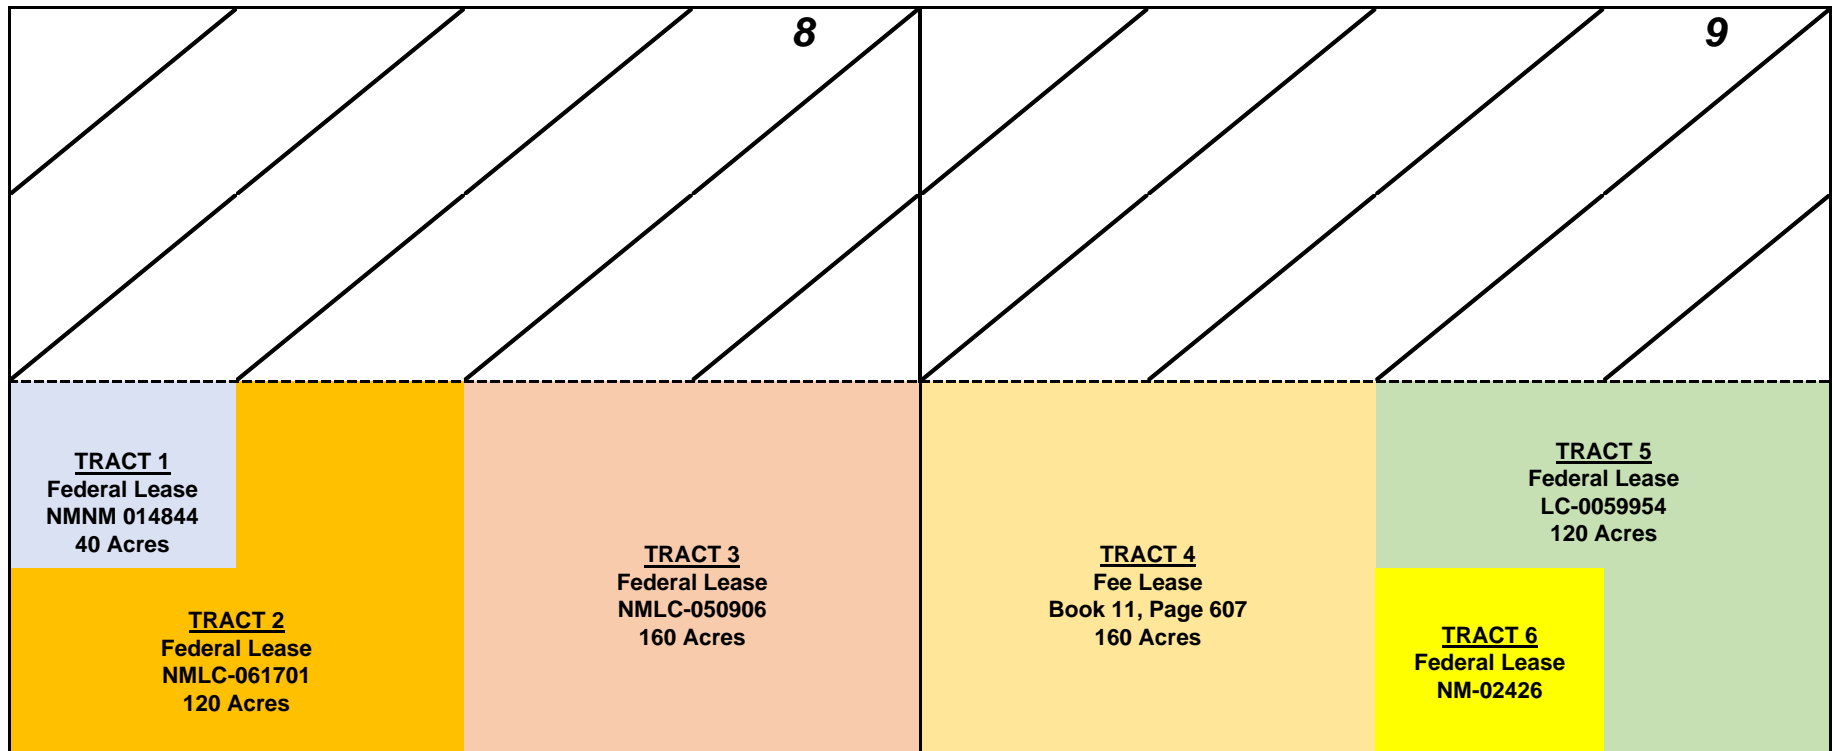 8
9
TRACT 1
Federal Lease
NMNM 014844
40 Acres
TRACT 2
Federal Lease
NMLC-061701
120 Acres
TRACT 3
Federal Lease
NMLC-050906
160 Acres
TRACT 4
Fee Lease
Book 11, Page 607
160 Acres
TRACT 5
Federal Lease
LC-0059954
120 Acres
TRACT 6
Federal Lease
NM-02426